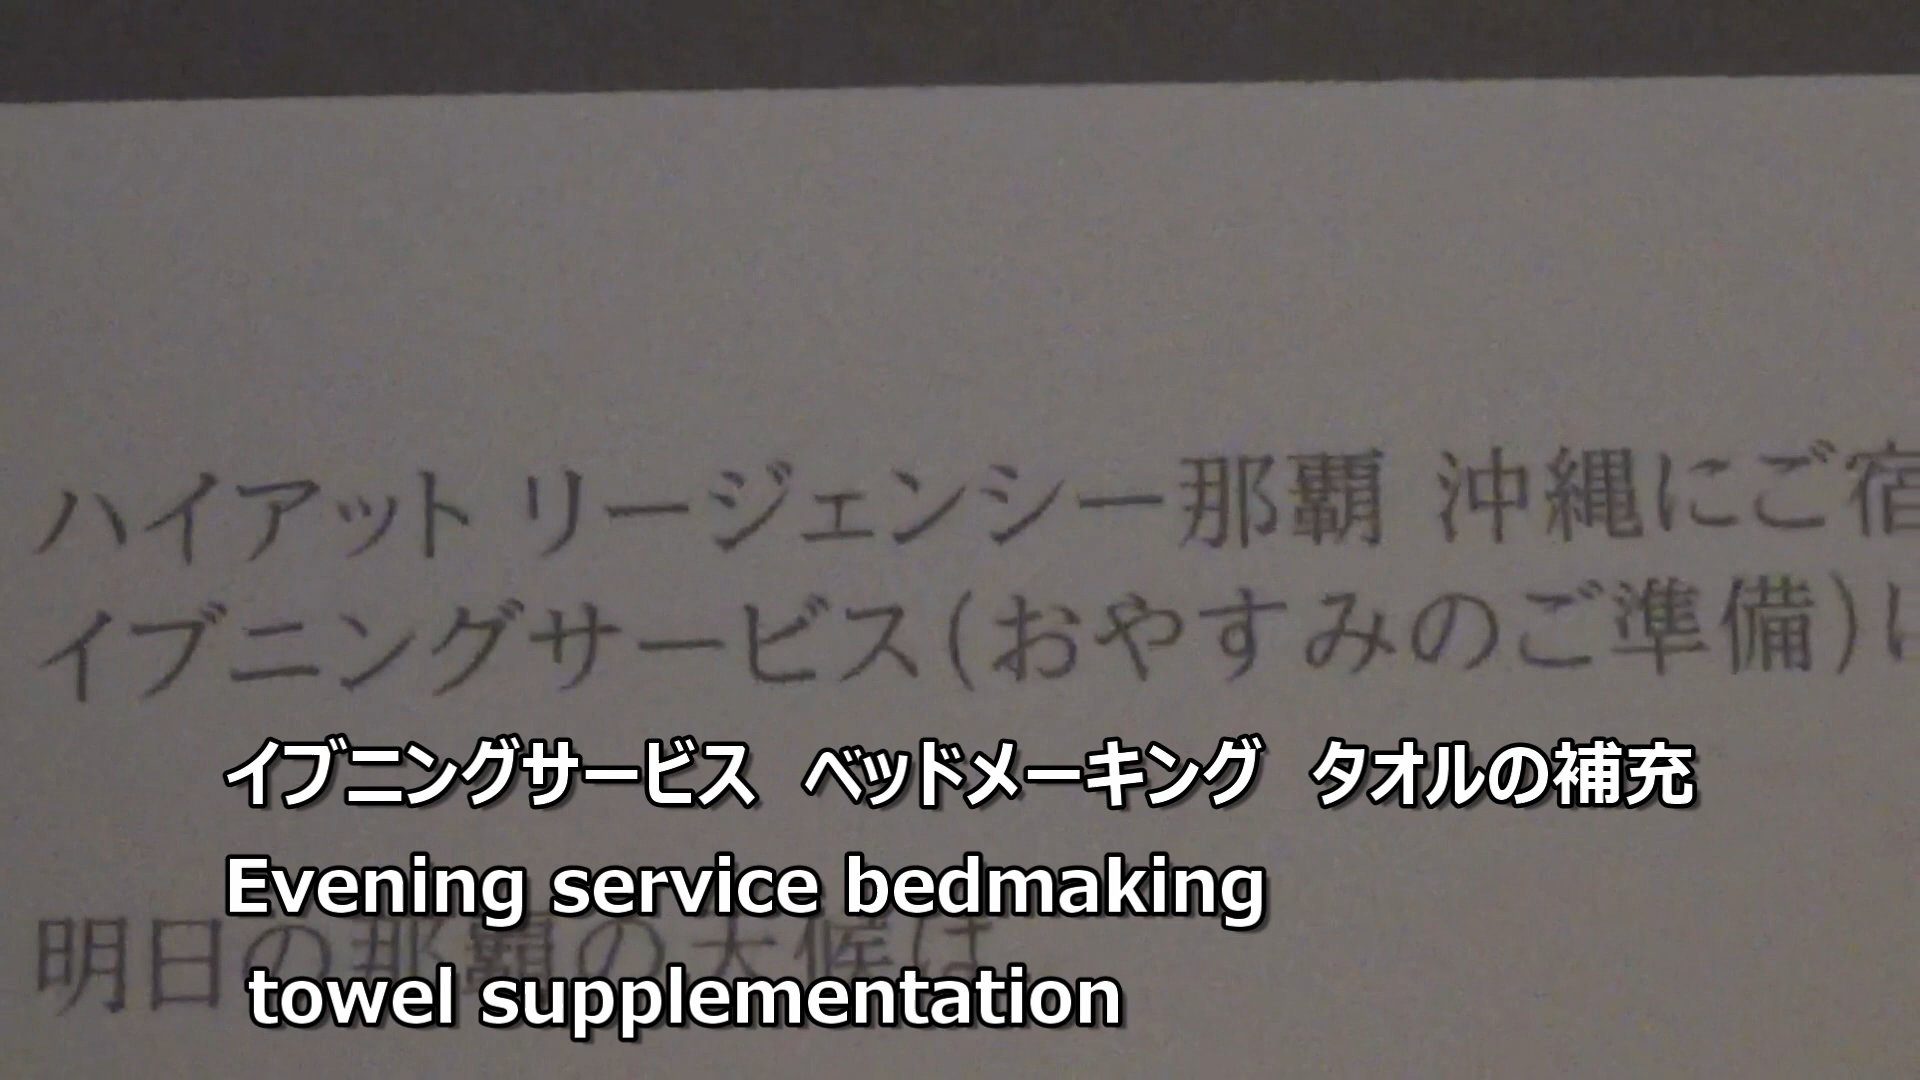 ハイアット リージェンシー那覇 沖縄にご宿
イブニングサービス(おやすみのご準備)は
イブニングサービス ベッドメーキング タオルの補充
Evening service bedmaking
明日の那覇の天候は
towel supplementation